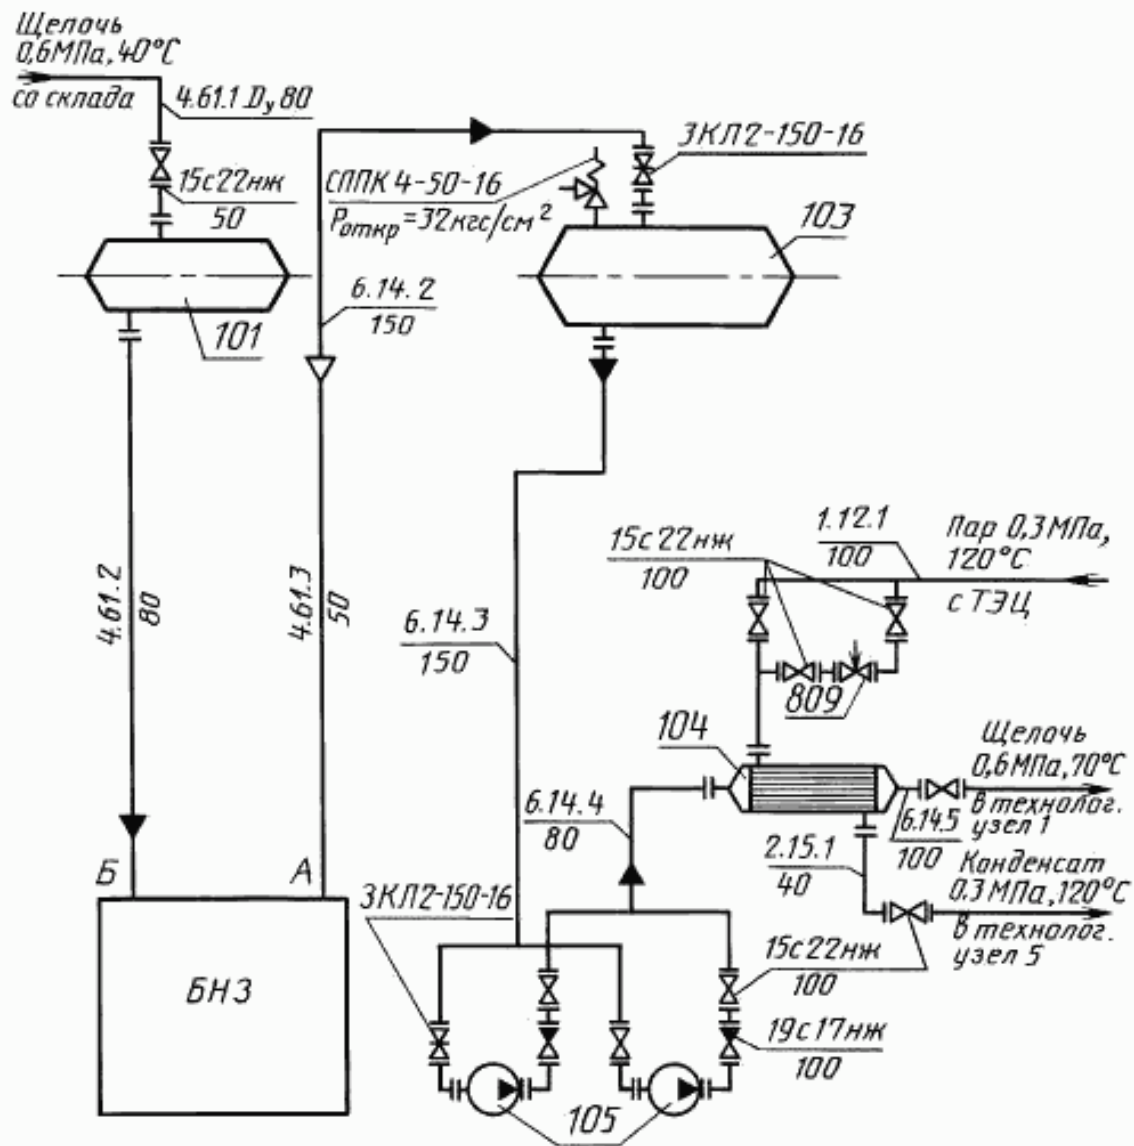 Щелочь
0,6МПа, 40°С
со склада
4.61.1 Dу 80
15с22нж
50
101
СППК 4-50-16
Pоткр=32кгс/см²
ЗКЛ2-150-16
103
6.14.2
150
4.61.2
80
4.61.3
50
6.14.3
150
15с22нж
100
1.12.1
100
Пар 0,3МПа,
120°С
с ТЭЦ
809
104
Щелочь
0,6МПа,70°С
в технолог.
узел 1
6.14.4
80
6.14.5
100
2.15.1
40
Конденсат
0.3МПа,120°С
в технолог.
узел 5
Б
А
БНЗ
ЗКЛ2-150-16
15с22нж
100
19с17нж
100
105